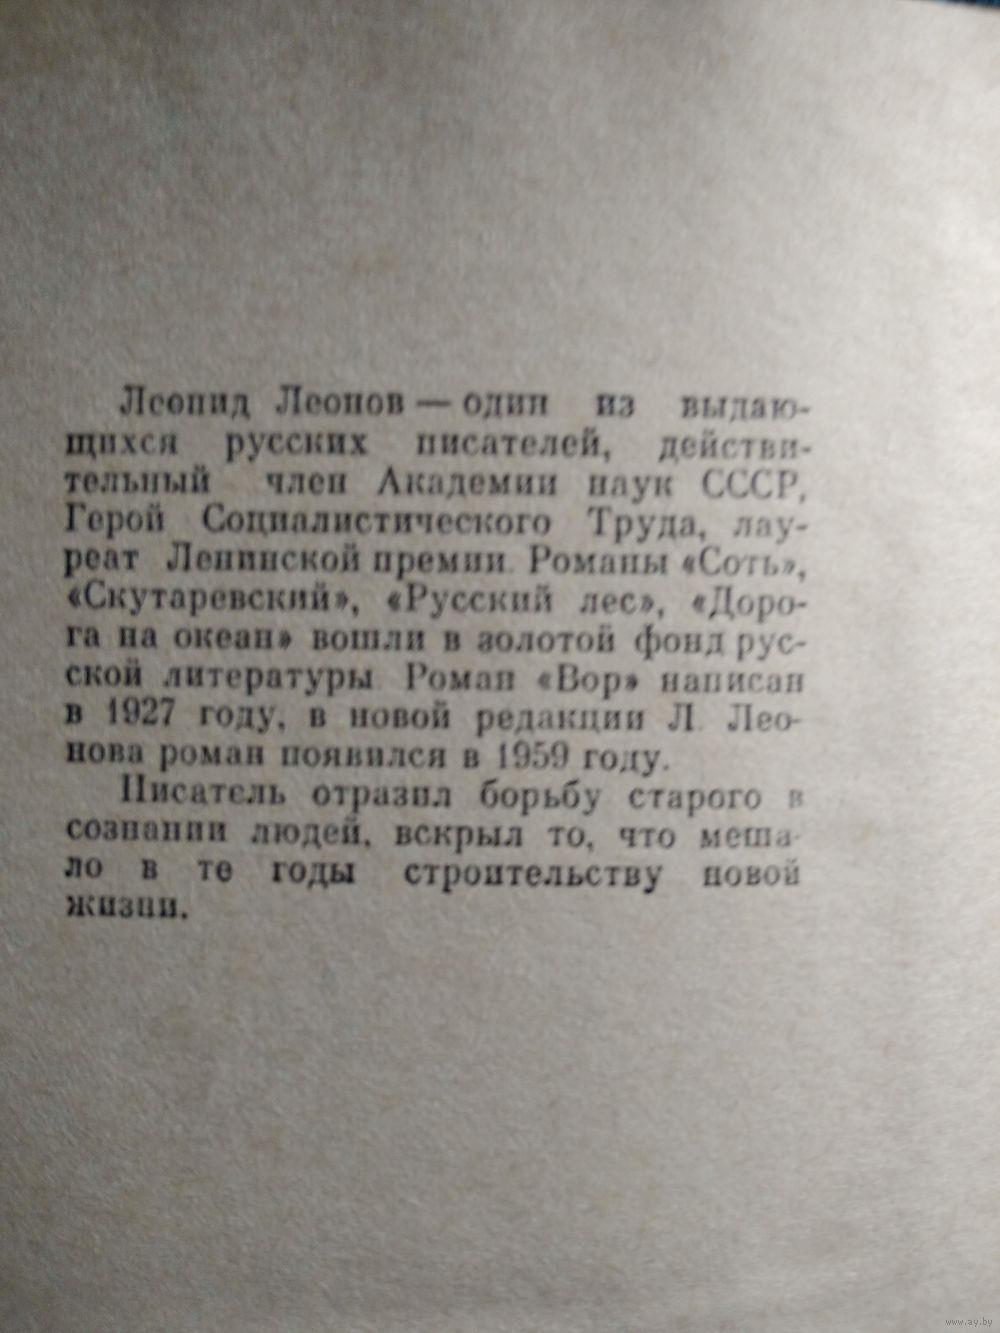 Леонид Леонов — один из выдаю-
щихся русских писателей, действи-
тельный член Академии наук СССР,
Герой Социалистического Труда, лау-
реат Ленинской премии. Романы «Соть»,
«Скутаревский», «Русский лес», «Доро-
га на океан» вошли в золотой фонд рус-
ской литературы. Роман «Вор» написан
в 1927 году, в новой редакции Л. Лео-
нова роман появился в 1959 году.
Писатель отразил борьбу старого в
сознании людей, вскрыл то, что меша-
ло в те годы строительству новой
жизни.
www.ay.by